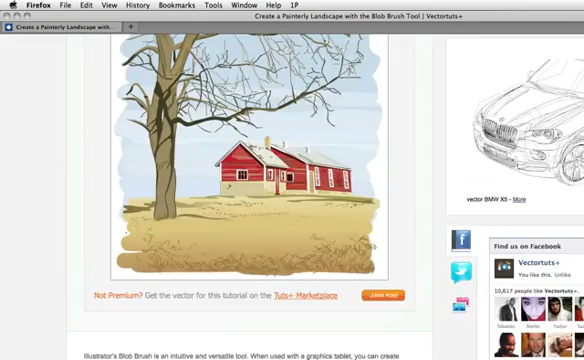 Firefox File Edit View History Bookmarks Tools Window Help 1P
Create a Painterly Landscape with the Blob Brush Tool | Vectortuts+
Create a Painterly Landscape with...
vector BMW X5 - More
Find us on Facebook
Vectortuts+
You like this. Unlike
10,617 people like Vectortuts+.
Not Premium? Get the vector for this tutorial on the Tuts+ Marketplace
LEARN MORE
Illustrator's Blob Brush is an intuitive and versatile tool. When used with a graphics tablet, you can create